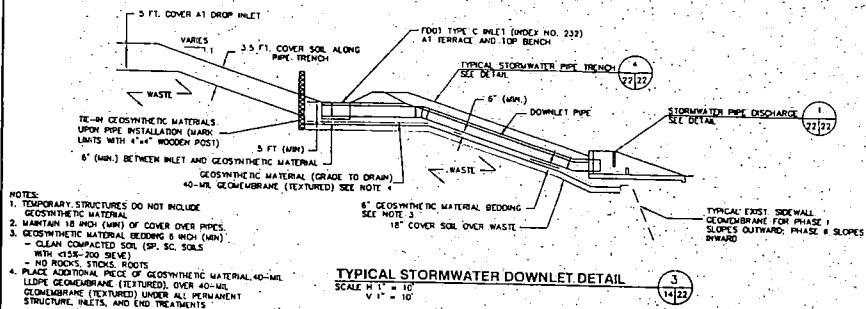 5 FT. COVER AT DROP INLET
VARIES
1
3.5 FT. COVER SOIL ALONG
PIPE TRENCH
FDOT TYPE C INLET (INDEX NO. 232)
AT TERRACE AND TOP BENCH
TYPICAL STORMWATER PIPE TRENCH
SEE DETAIL
4
22 22
6" (MIN.)
DOWNLET PIPE
STORMWATER PIPE DISCHARGE
SEE DETAIL
1
22 22
WASTE
TIE-IN GEOSYNTHETIC MATERIALS
UPON PIPE INSTALLATION (MARK
LIMITS WITH 4"x4" WOODEN POST)
5 FT (MIN)
6" (MIN.) BETWEEN INLET AND GEOSYNTHETIC MATERIAL
WASTE
GEOSYNTHETIC MATERIAL (GRADE TO DRAIN)
40-MIL GEOMEMBRANE (TEXTURED) SEE NOTE 4
6" GEOSYNTHETIC MATERIAL BEDDING
SEE NOTE 3
18" COVER SOIL OVER WASTE
TYPICAL EXIST. SIDEWALL
GEOMEMBRANE FOR PHASE I
SLOPES OUTWARD; PHASE II SLOPES
INWARD
NOTES:
1. TEMPORARY STRUCTURES DO NOT INCLUDE
GEOSYNTHETIC MATERIAL
2. MAINTAIN 18 INCH (MIN) OF COVER OVER PIPES.
3. GEOSYNTHETIC MATERIAL BEDDING 6 INCH (MIN)
- CLEAN COMPACTED SOIL (SP, SC, SOILS
WITH <15%-200 SIEVE)
- NO ROCKS, STICKS, ROOTS
4. PLACE ADDITIONAL PIECE OF GEOSYNTHETIC MATERIAL, 40-MIL
LLDPE GEOMEMBRANE (TEXTURED), OVER 40-MIL
GEOMEMBRANE (TEXTURED) UNDER ALL PERMANENT
STRUCTURE, INLETS, AND END TREATMENTS
TYPICAL STORMWATER DOWNLET DETAIL
SCALE H 1" = 10'
V 1" = 10'
3
14 22